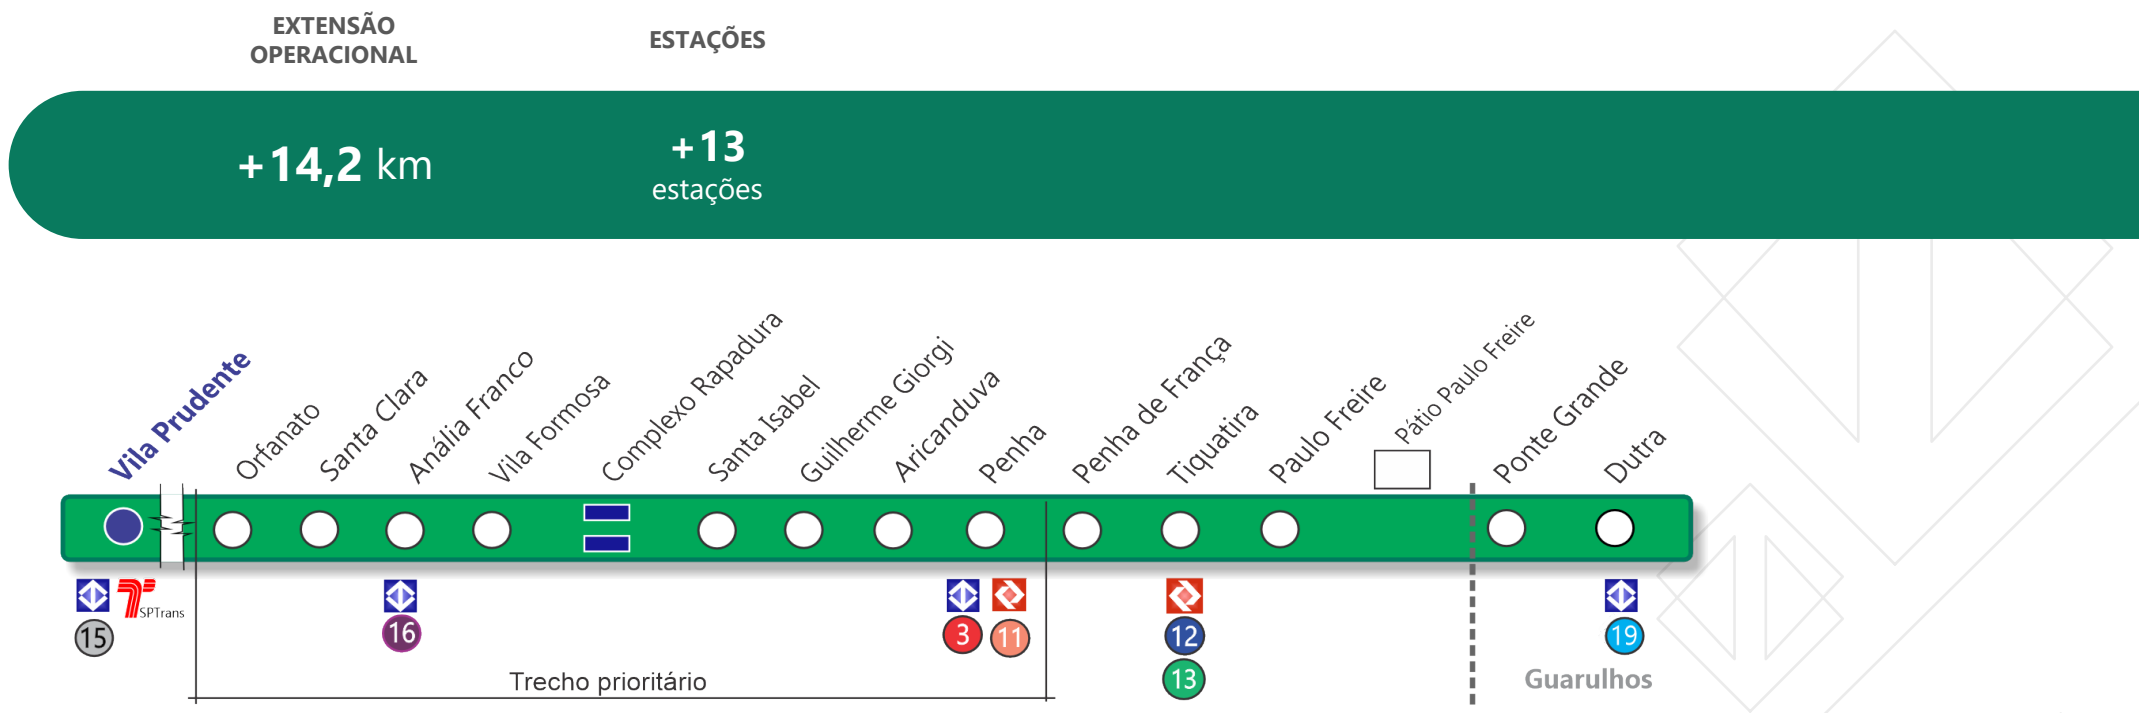 EXTENSÃO
OPERACIONAL
ESTAÇÕES
+14,2 km
+13
estações
Vila Prudente
Orfanato
Santa Clara
Anália Franco
Vila Formosa
Complexo Rapadura
Santa Isabel
Guilherme Giorgi
Aricanduva
Penha
Penha de França
Tiquatira
Paulo Freire
Pátio Paulo Freire
Ponte Grande
Dutra
SPTrans
15
16
3
11
12
13
19
Trecho prioritário
Guarulhos